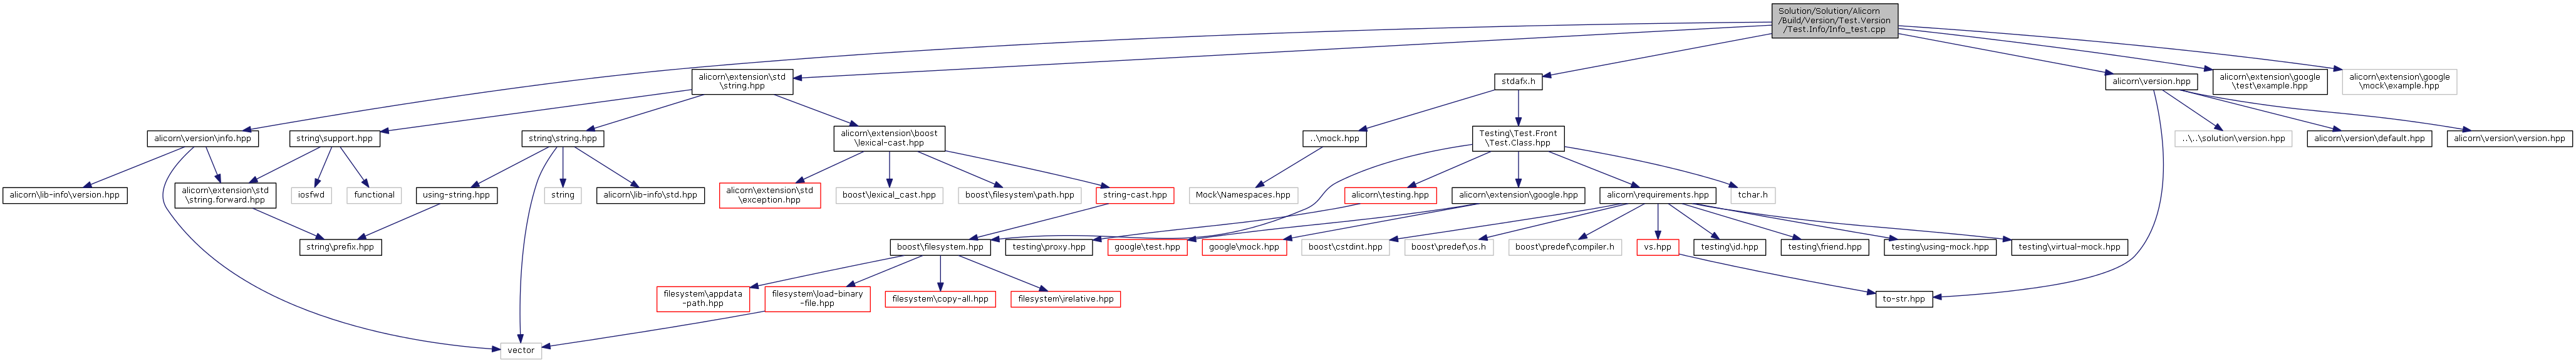 Solution/Solution/Alicorn
/Build/Version/Test.Version
/Test.Info/Info_test.cpp
alicorn\extension\std
\string.hpp
stdafx.h
alicorn\version.hpp
alicorn\extension\google
\test\example.hpp
alicorn\extension\google
\mock\example.hpp
alicorn\version\info.hpp
string\support.hpp
string\string.hpp
alicorn\extension\boost
\lexical-cast.hpp
..\mock.hpp
Testing\Test.Front
\Test.Class.hpp
..\..\solution\version.hpp
alicorn\version\default.hpp
alicorn\version\version.hpp
alicorn\lib-info\version.hpp
alicorn\extension\std
\string.forward.hpp
iosfwd
functional
using-string.hpp
string
alicorn\lib-info\std.hpp
alicorn\extension\std
\exception.hpp
boost\lexical_cast.hpp
boost\filesystem\path.hpp
string-cast.hpp
Mock\Namespaces.hpp
alicorn\testing.hpp
alicorn\extension\google.hpp
alicorn\requirements.hpp
tchar.h
string\prefix.hpp
boost\filesystem.hpp
testing\proxy.hpp
google\test.hpp
google\mock.hpp
boost\cstdint.hpp
boost\predef\os.h
boost\predef\compiler.h
vs.hpp
testing\id.hpp
testing\friend.hpp
testing\using-mock.hpp
testing\virtual-mock.hpp
filesystem\appdata
-path.hpp
filesystem\load-binary
-file.hpp
filesystem\copy-all.hpp
filesystem\irelative.hpp
to-str.hpp
vector